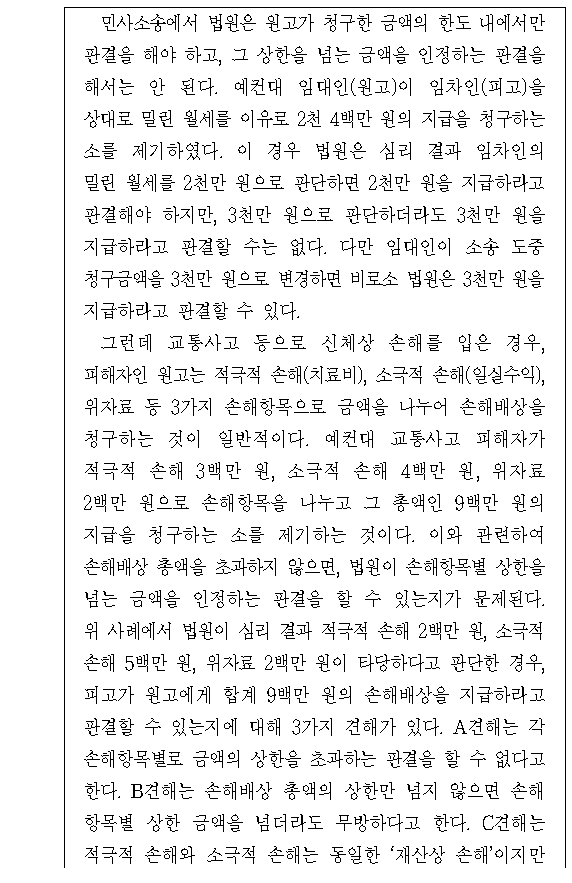 민사소송에서 법원은 원고가 청구한 금액의 한도 내에서만
판결을 해야 하고, 그 상한을 넘는 금액을 인정하는 판결을
해서는 안 된다. 예컨대 임대인(원고)이 임차인(피고)을
상대로 밀린 월세를 이유로 2천 4백만 원의 지급을 청구하는
소를 제기하였다. 이 경우 법원은 심리 결과 임차인의
밀린 월세를 2천만 원으로 판단하면 2천만 원을 지급하라고
판결해야 하지만, 3천만 원으로 판단하더라도 3천만 원을
지급하라고 판결할 수는 없다. 다만 임대인이 소송 도중
청구금액을 3천만 원으로 변경하면 비로소 법원은 3천만 원을
지급하라고 판결할 수 있다.
그런데 교통사고 등으로 신체상 손해를 입은 경우,
피해자인 원고는 적극적 손해(치료비), 소극적 손해(일실수익),
위자료 등 3가지 손해항목으로 금액을 나누어 손해배상을
청구하는 것이 일반적이다. 예컨대 교통사고 피해자가
적극적 손해 3백만 원, 소극적 손해 4백만 원, 위자료
2백만 원으로 손해항목을 나누고 그 총액인 9백만 원의
지급을 청구하는 소를 제기하는 것이다. 이와 관련하여
손해배상 총액을 초과하지 않으면, 법원이 손해항목별 상한을
넘는 금액을 인정하는 판결을 할 수 있는지가 문제된다.
위 사례에서 법원이 심리 결과 적극적 손해 2백만 원, 소극적
손해 5백만 원, 위자료 2백만 원이 타당하다고 판단한 경우,
피고가 원고에게 합계 9백만 원의 손해배상을 지급하라고
판결할 수 있는지에 대해 3가지 견해가 있다. A견해는 각
손해항목별로 금액의 상한을 초과하는 판결을 할 수 없다고
한다. B견해는 손해배상 총액의 상한만 넘지 않으면 손해
항목별 상한 금액을 넘더라도 무방하다고 한다. C견해는
적극적 손해와 소극적 손해는 동일한 ‘재산상 손해’이지만